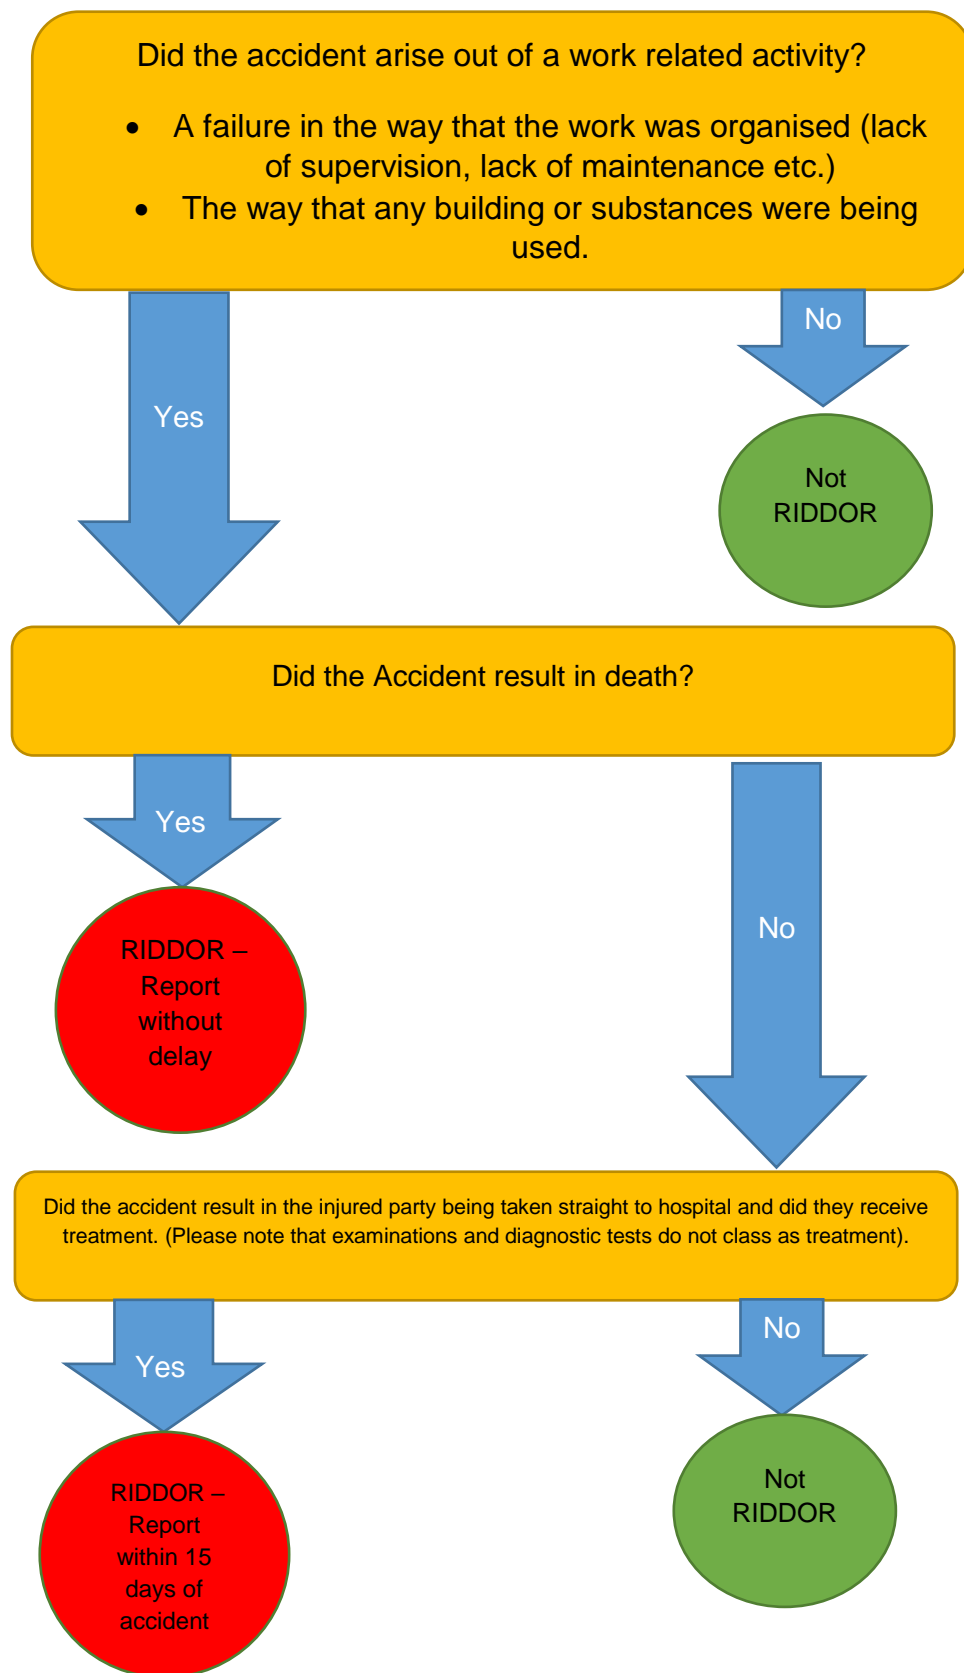 Did the accident arise out of a work related activity?
• A failure in the way that the work was organised (lack
of supervision, lack of maintenance etc.)
• The way that any building or substances were being
used.
No
Yes
Not
RIDDOR
Did the Accident result in death?
Yes
No
RIDDOR –
Report
without
delay
Did the accident result in the injured party being taken straight to hospital and did they receive
treatment. (Please note that examinations and diagnostic tests do not class as treatment).
No
Yes
Not
RIDDOR
RIDDOR –
Report
within 15
days of
accident